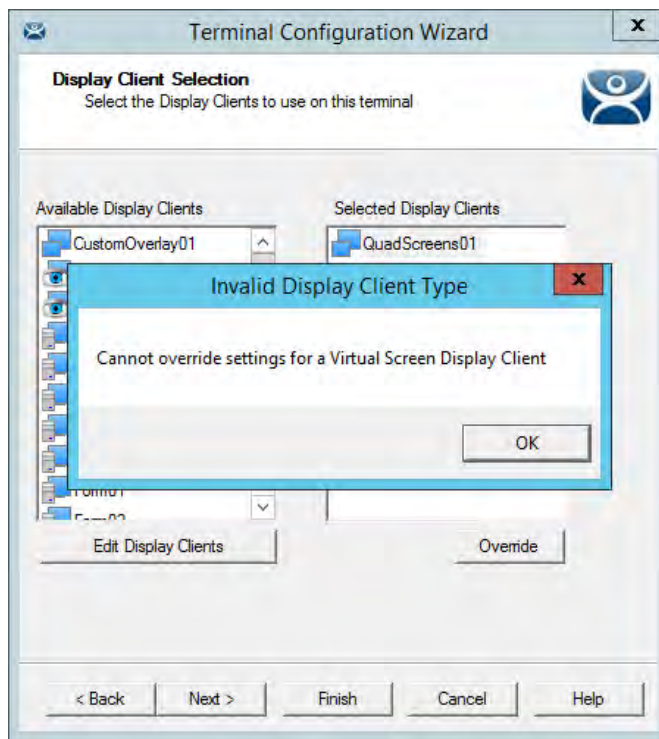 Terminal Configuration Wizard
x
Display Client Selection
Select the Display Clients to use on this terminal
Available Display Clients
Selected Display Clients
CustomOverlay01
QuadScreens01
Invalid Display Client Type
x
Cannot override settings for a Virtual Screen Display Client
OK
Edit Display Clients
Override
< Back
Next >
Finish
Cancel
Help